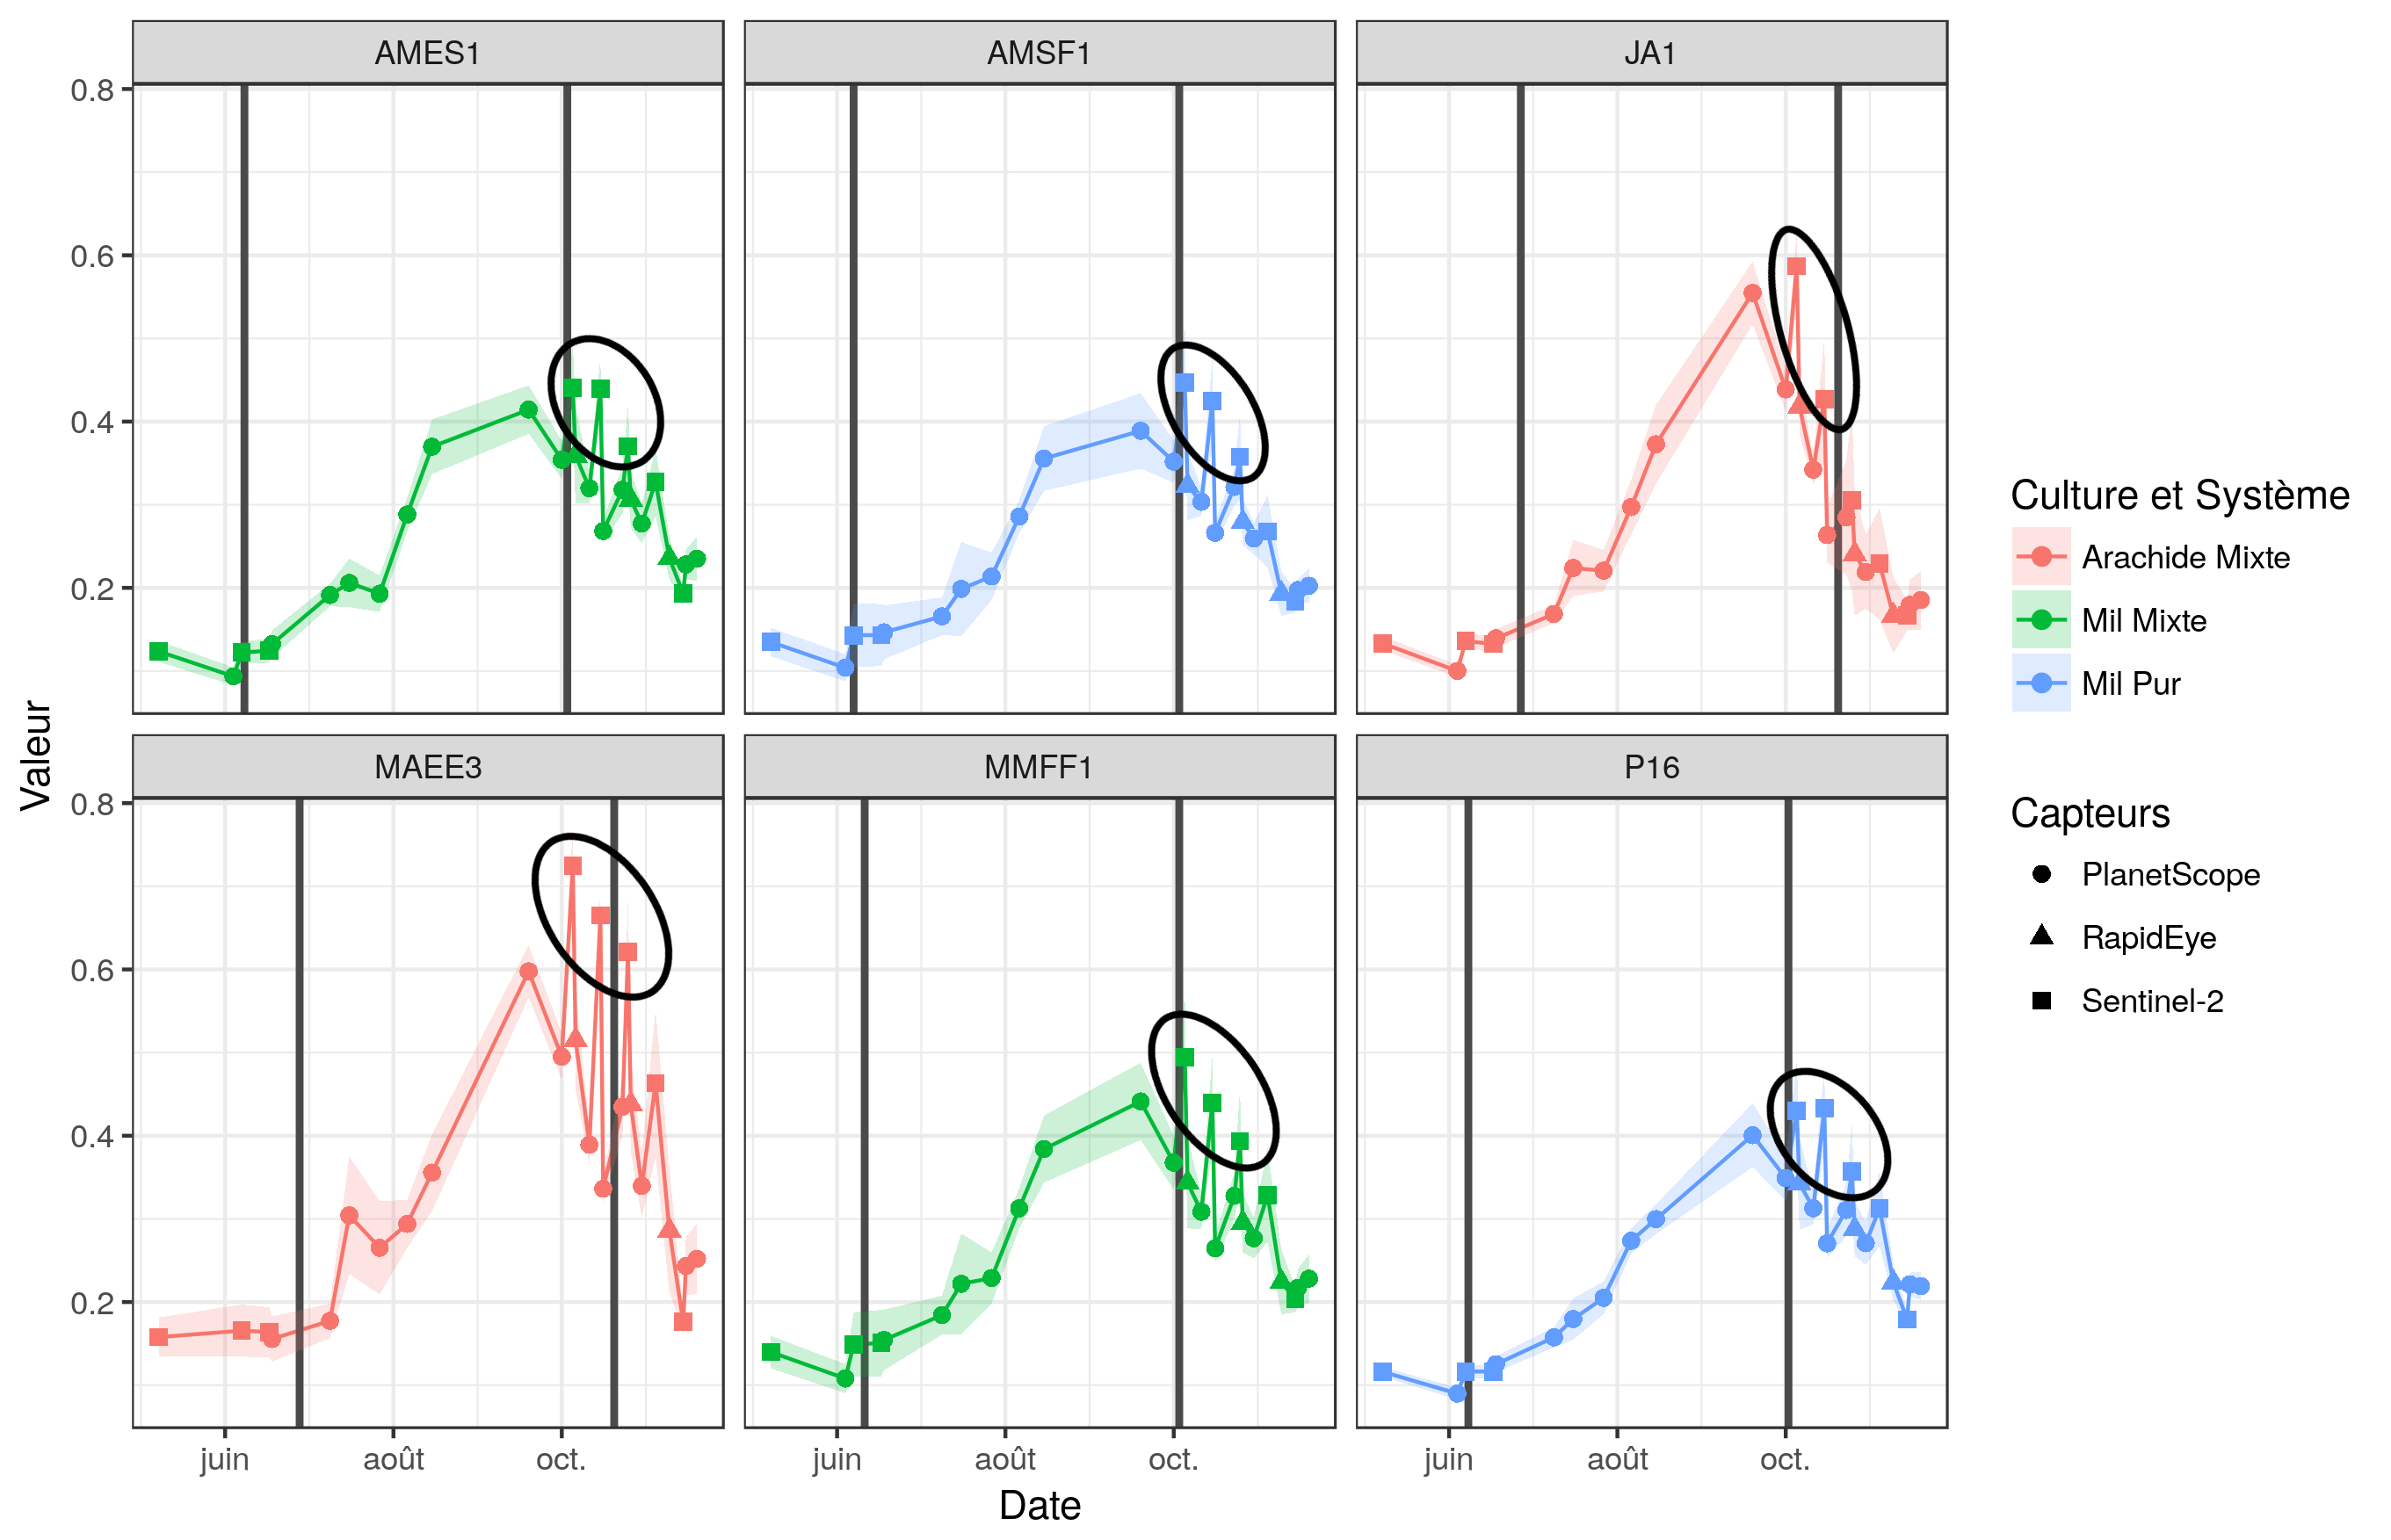 AMES1 AMSF1 JA1
0.8
0.6
0.4
0.2
MAEE3 MMFF1 P16
0.8
0.6
0.4
0.2
juin août oct. juin août oct. juin août oct.
Date
Valeur
Culture et Système
Arachide Mixte
Mil Mixte
Mil Pur
Capteurs
PlanetScope
RapidEye
Sentinel-2